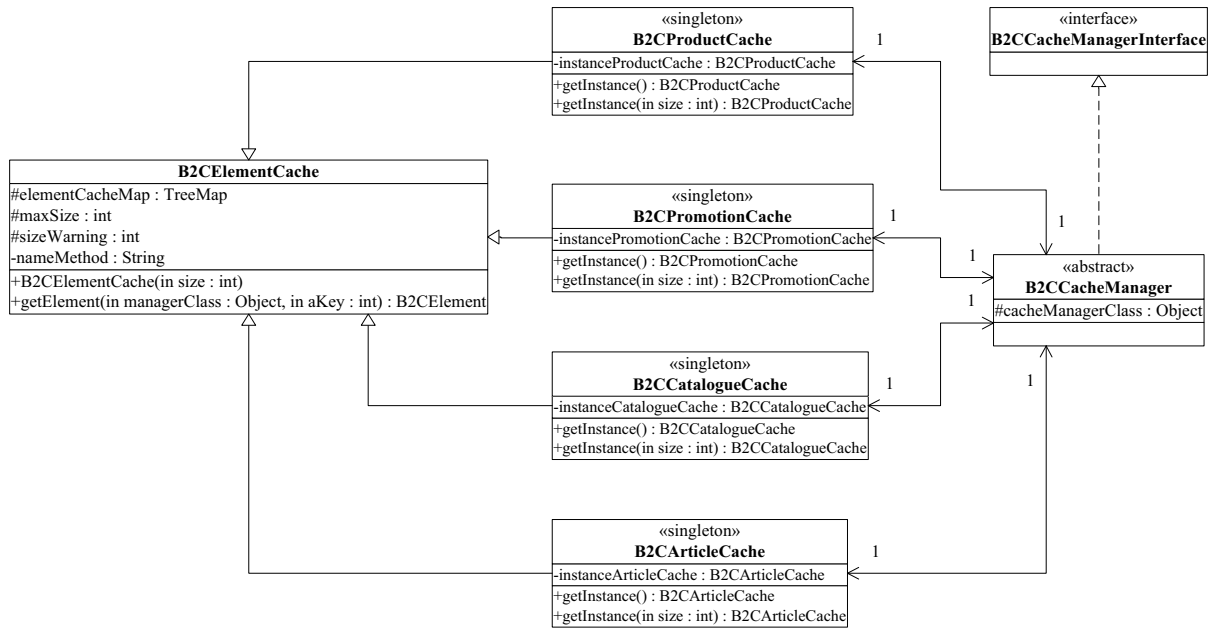 «singleton»
B2CProductCache
-instanceProductCache : B2CProductCache
+getInstance() : B2CProductCache
+getInstance(in size : int) : B2CProductCache
1
«interface»
B2CCacheManagerInterface
B2CElementCache
#elementCacheMap : TreeMap
#maxSize : int
#sizeWarning : int
-nameMethod : String
+B2CElementCache(in size : int)
+getElement(in managerClass : Object, in aKey : int) : B2CElement
«singleton»
B2CPromotionCache
-instancePromotionCache : B2CPromotionCache
+getInstance() : B2CPromotionCache
+getInstance(in size : int) : B2CPromotionCache
1
1
1
«abstract»
B2CCacheManager
#cacheManagerClass : Object
1
1
«singleton»
B2CCatalogueCache
-instanceCatalogueCache : B2CCatalogueCache
+getInstance() : B2CCatalogueCache
+getInstance(in size : int) : B2CCatalogueCache
1
«singleton»
B2CArticleCache
-instanceArticleCache : B2CArticleCache
+getInstance() : B2CArticleCache
+getInstance(in size : int) : B2CArticleCache
1